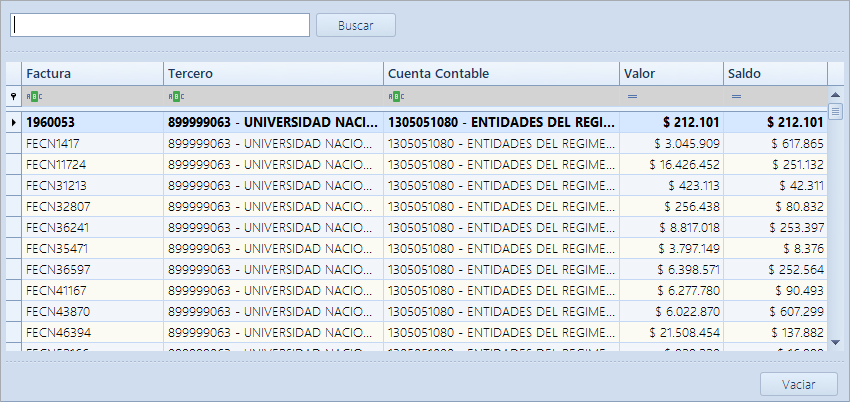 Buscar
Factura Tercero Cuenta Contable Valor Saldo
ABC ABC ABC = =
1960053 899999063 - UNIVERSIDAD NACI... 1305051080 - ENTIDADES DEL REGI... $ 212.101 $ 212.101
FECN1417 899999063 - UNIVERSIDAD NACIO... 1305051080 - ENTIDADES DEL REGIME... $ 3.045.909 $ 617.865
FECN11724 899999063 - UNIVERSIDAD NACIO... 1305051080 - ENTIDADES DEL REGIME... $ 16.426.452 $ 251.132
FECN31213 899999063 - UNIVERSIDAD NACIO... 1305051080 - ENTIDADES DEL REGIME... $ 423.113 $ 42.311
FECN32807 899999063 - UNIVERSIDAD NACIO... 1305051080 - ENTIDADES DEL REGIME... $ 256.438 $ 80.832
FECN36241 899999063 - UNIVERSIDAD NACIO... 1305051080 - ENTIDADES DEL REGIME... $ 8.817.018 $ 253.397
FECN35471 899999063 - UNIVERSIDAD NACIO... 1305051080 - ENTIDADES DEL REGIME... $ 3.797.149 $ 8.376
FECN36597 899999063 - UNIVERSIDAD NACIO... 1305051080 - ENTIDADES DEL REGIME... $ 6.398.571 $ 252.564
FECN41167 899999063 - UNIVERSIDAD NACIO... 1305051080 - ENTIDADES DEL REGIME... $ 6.277.780 $ 90.493
FECN43870 899999063 - UNIVERSIDAD NACIO... 1305051080 - ENTIDADES DEL REGIME... $ 6.022.870 $ 607.299
FECN46394 899999063 - UNIVERSIDAD NACIO... 1305051080 - ENTIDADES DEL REGIME... $ 21.508.454 $ 137.882
Vaciar